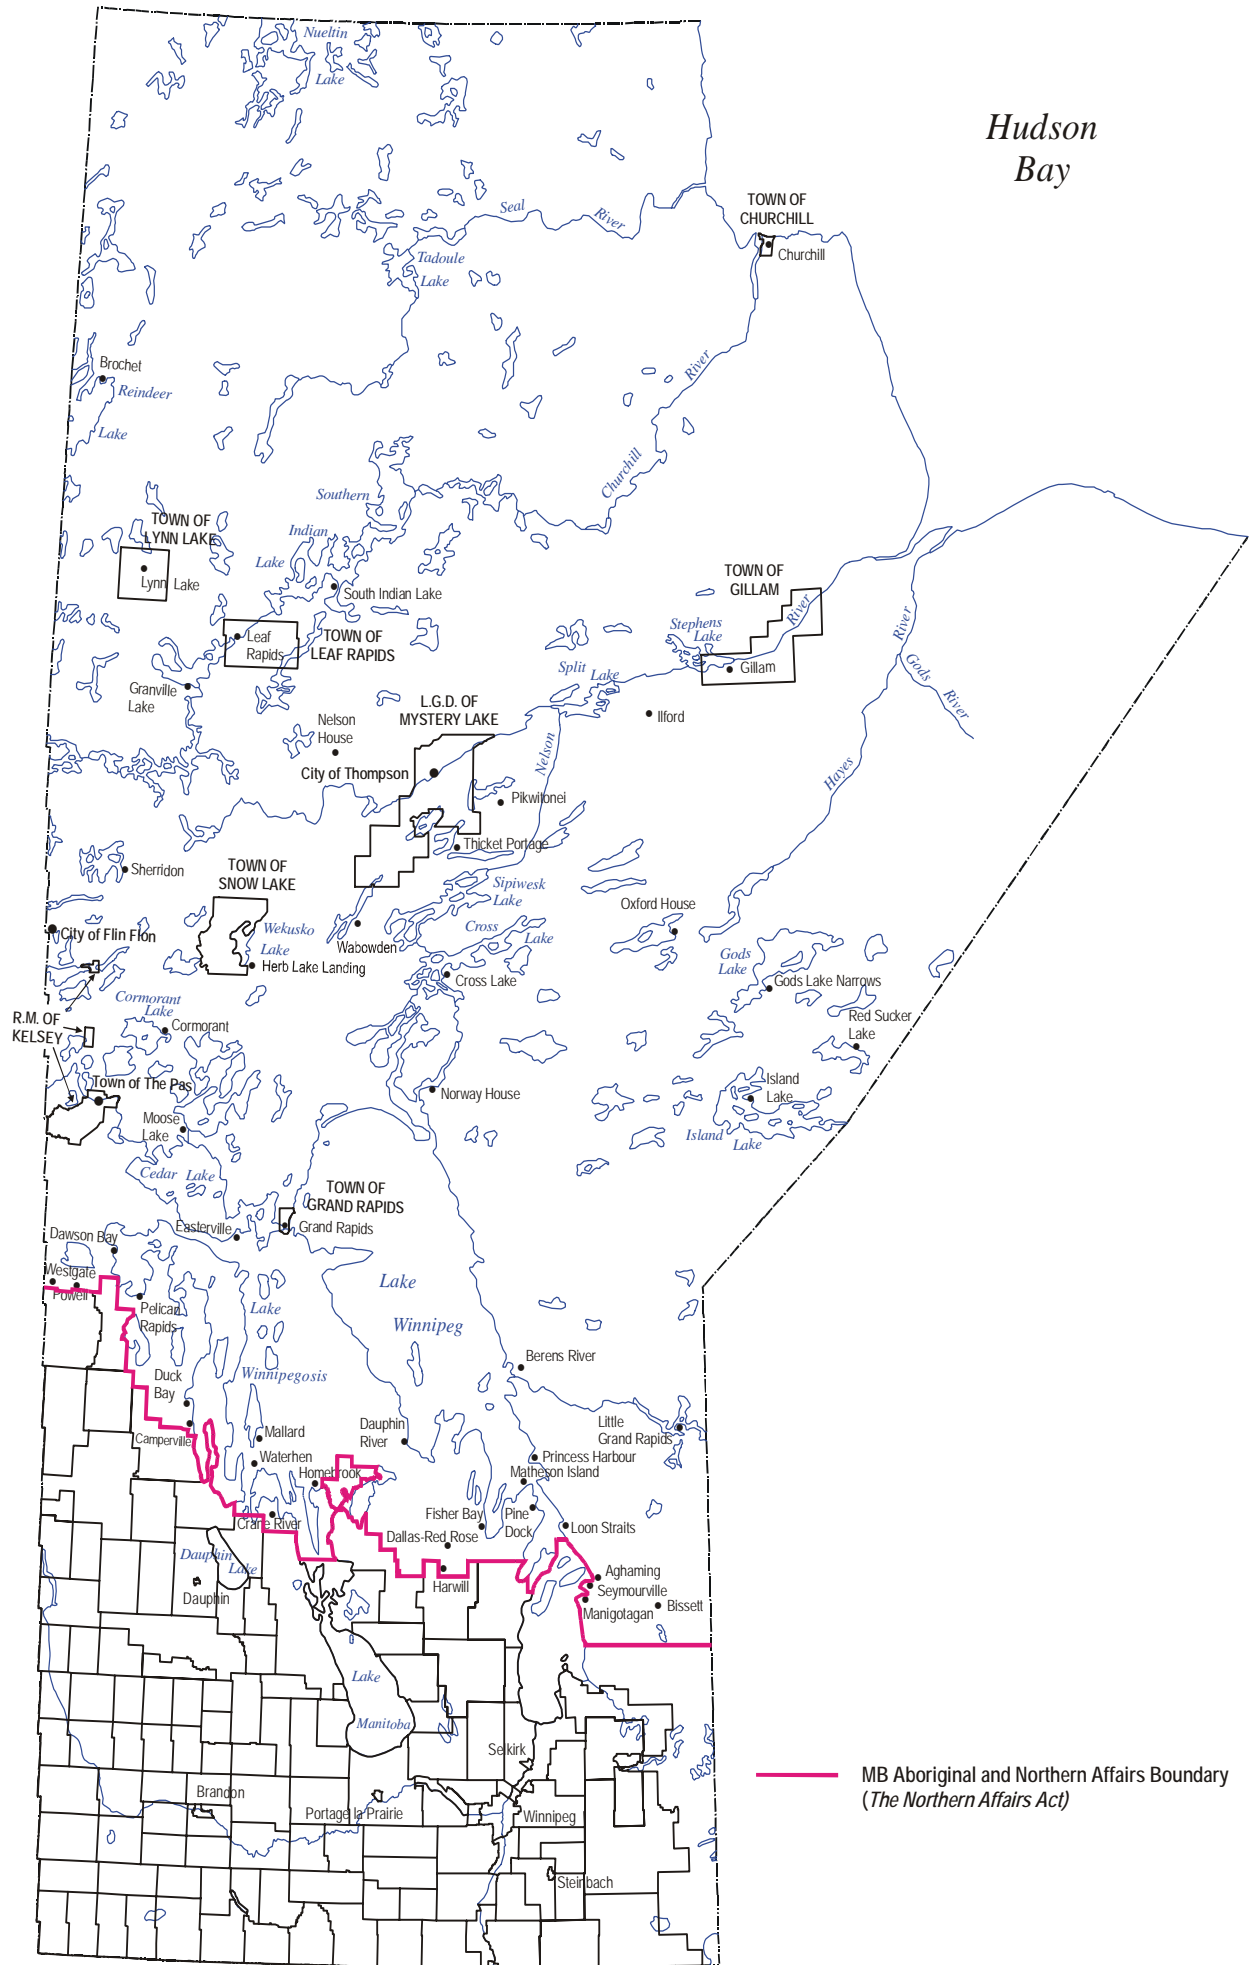 Nueltin
Lake
Hudson
Bay
Seal
River
TOWN OF
CHURCHILL
Churchill
Tadoule
Lake
Brochet
Reindeer
Lake
River
Churchill
Southern
Indian
Lake
TOWN OF
LYNN LAKE
Lynn Lake
South Indian Lake
TOWN OF
GILLAM
River
Stephens
Lake
Gillam
River
Gods
River
Leaf
Rapids
TOWN OF
LEAF RAPIDS
Split
Lake
Granville
Lake
Ilford
L.G.D. OF
MYSTERY LAKE
Nelson
House
City of Thompson
Nelson
Hayes
Pikwitonei
Thicket Portage
Sherridon
TOWN OF
SNOW LAKE
Sipiwesk
Lake
Oxford House
City of Flin Flon
Wekusko
Lake
Wabowden
Cross
Lake
Herb Lake Landing
Gods
Lake
Cross Lake
Gods Lake Narrows
Cormorant
Lake
Cormorant
R.M. OF
KELSEY
Red Sucker
Lake
Town of The Pas
Norway House
Island
Lake
Moose
Lake
Island
Lake
Cedar Lake
TOWN OF
GRAND RAPIDS
Easterville
Grand Rapids
Dawson Bay
Westgate
Powell
Lake
Winnipeg
Pelican
Rapids
Lake
Winnipegosis
Berens River
Duck
Bay
Camperville
Mallard
Dauphin
River
Little
Grand Rapids
Waterhen
Princess Harbour
Homebrook
Matheson Island
Crane River
Fisher Bay
Pine
Dock
Loon Straits
Dallas-Red Rose
Dauphin
Lake
Harwill
Aghaming
Seymourville
Dauphin
Manigotagan
Bissett
Lake
Manitoba
Selkirk
MB Aboriginal and Northern Affairs Boundary
(The Northern Affairs Act)
Brandon
Portage la Prairie
Winnipeg
Steinbach